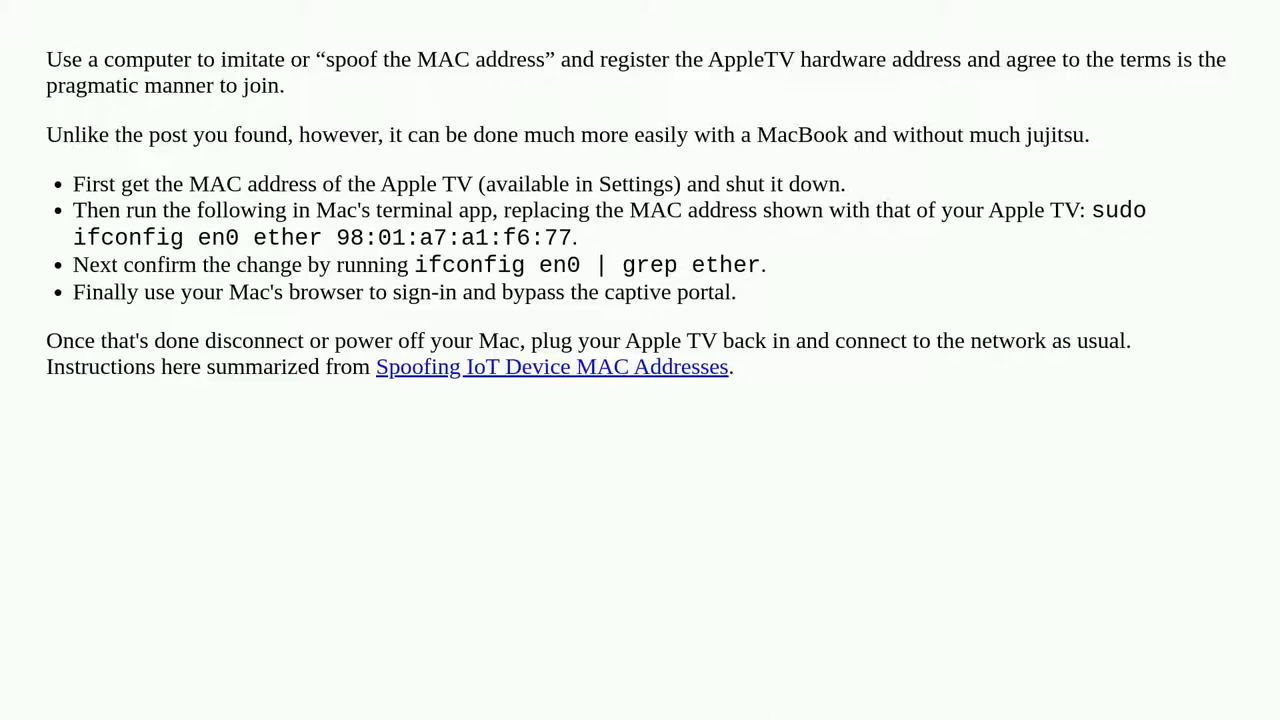 Use a computer to imitate or “spoof the MAC address” and register the AppleTV hardware address and agree to the terms is the
pragmatic manner to join.
Unlike the post you found, however, it can be done much more easily with a MacBook and without much jujitsu.
• First get the MAC address of the Apple TV (available in Settings) and shut it down.
• Then run the following in Mac's terminal app, replacing the MAC address shown with that of your Apple TV: sudo
ifconfig en0 ether 98:01:a7:a1:f6:77.
• Next confirm the change by running ifconfig en0 | grep ether.
• Finally use your Mac's browser to sign-in and bypass the captive portal.
Once that's done disconnect or power off your Mac, plug your Apple TV back in and connect to the network as usual.
Instructions here summarized from Spoofing IoT Device MAC Addresses.